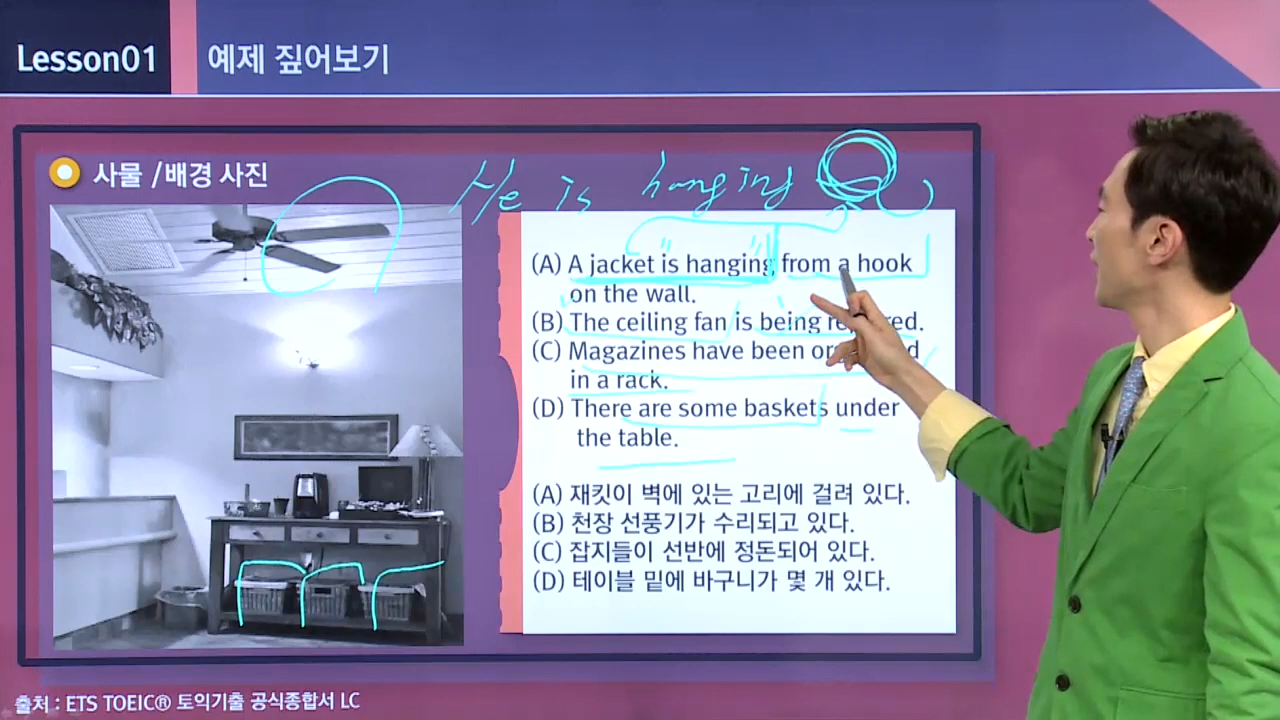 Lesson01
예제 짚어보기
사물 /배경 사진
He is hanging
(A) A jacket is hanging from a hook
on the wall.
(B) The ceiling fan is being
(C) Magazines have been
in a rack.
(D) There are some baskets under
the table.
(A) 재킷이 벽에 있는 고리에 걸려 있다.
(B) 천장 선풍기가 수리되고 있다.
(C) 잡지들이 선반에 정돈되어 있다.
(D) 테이블 밑에 바구니가 몇 개 있다.
출처 : ETS TOEIC® 토익기출 공식종합서 LC